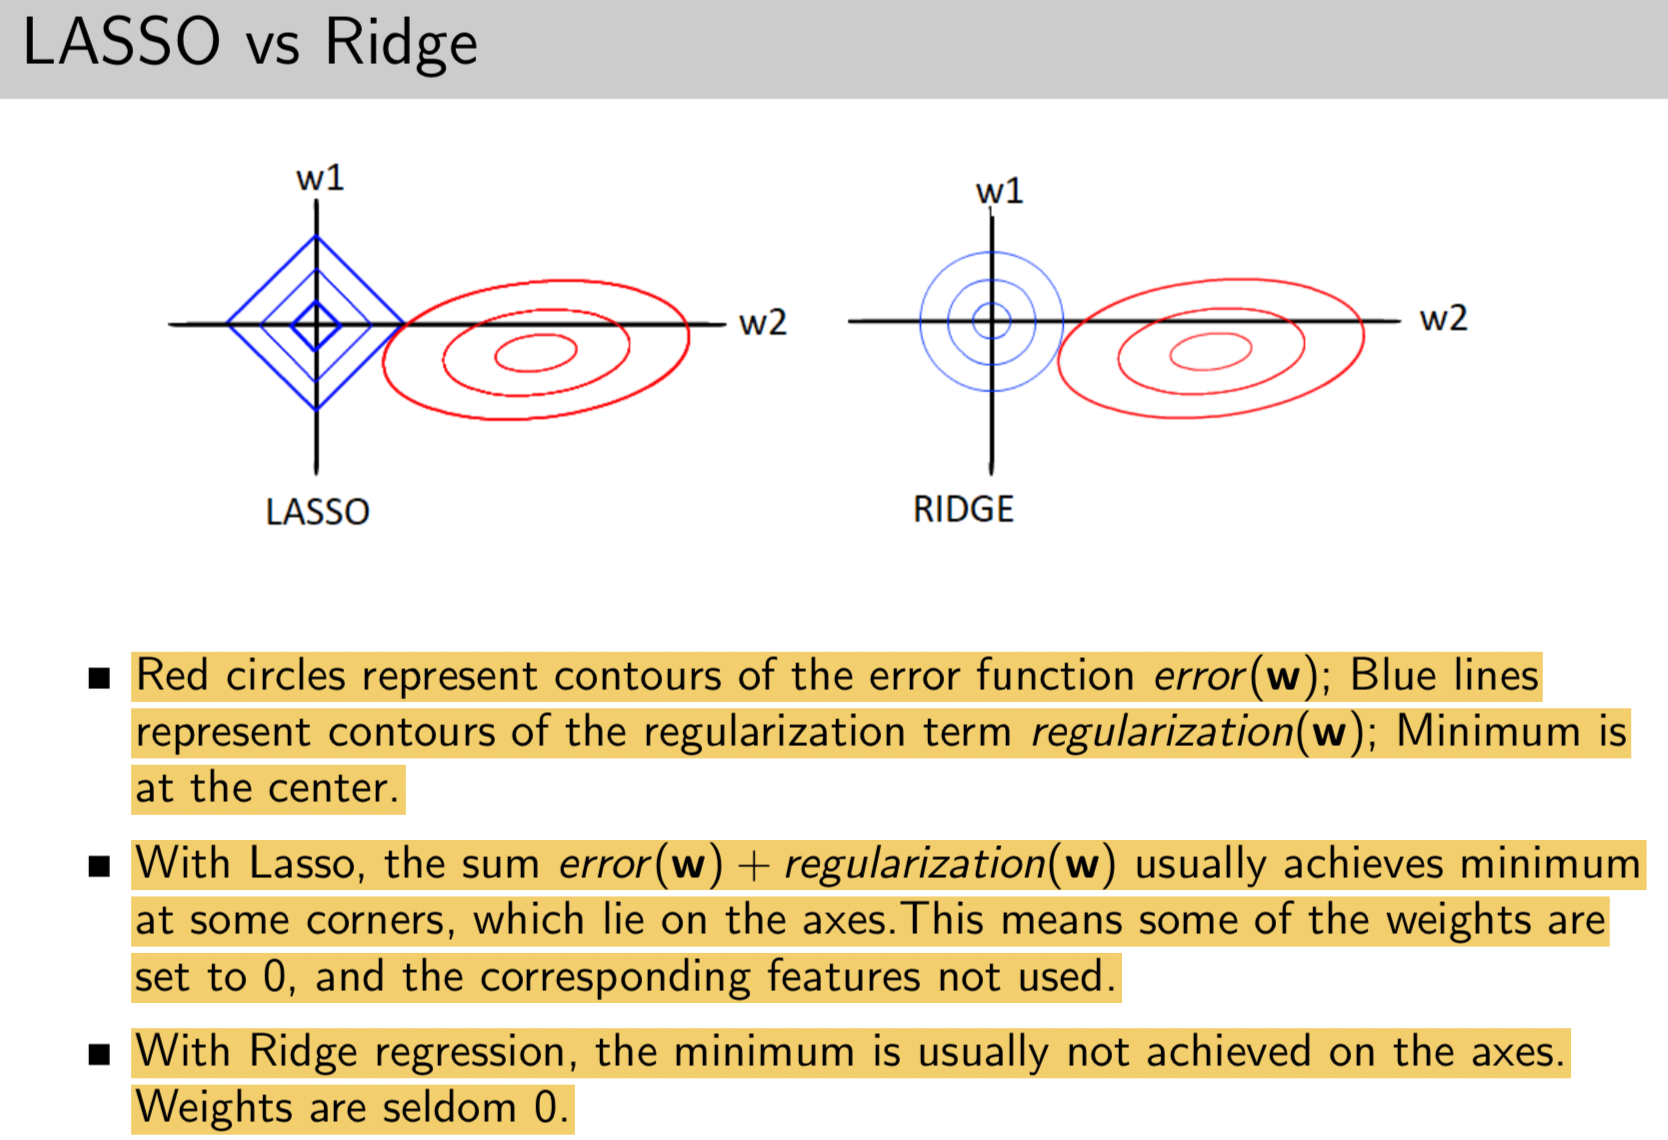 LASSO vs Ridge
w1
w2
LASSO
w1
w2
RIDGE
■ Red circles represent contours of the error function error(w); Blue lines
represent contours of the regularization term regularization(w); Minimum is
at the center.
■ With Lasso, the sum error(w) + regularization(w) usually achieves minimum
at some corners, which lie on the axes.This means some of the weights are
set to 0, and the corresponding features not used.
■ With Ridge regression, the minimum is usually not achieved on the axes.
Weights are seldom 0.